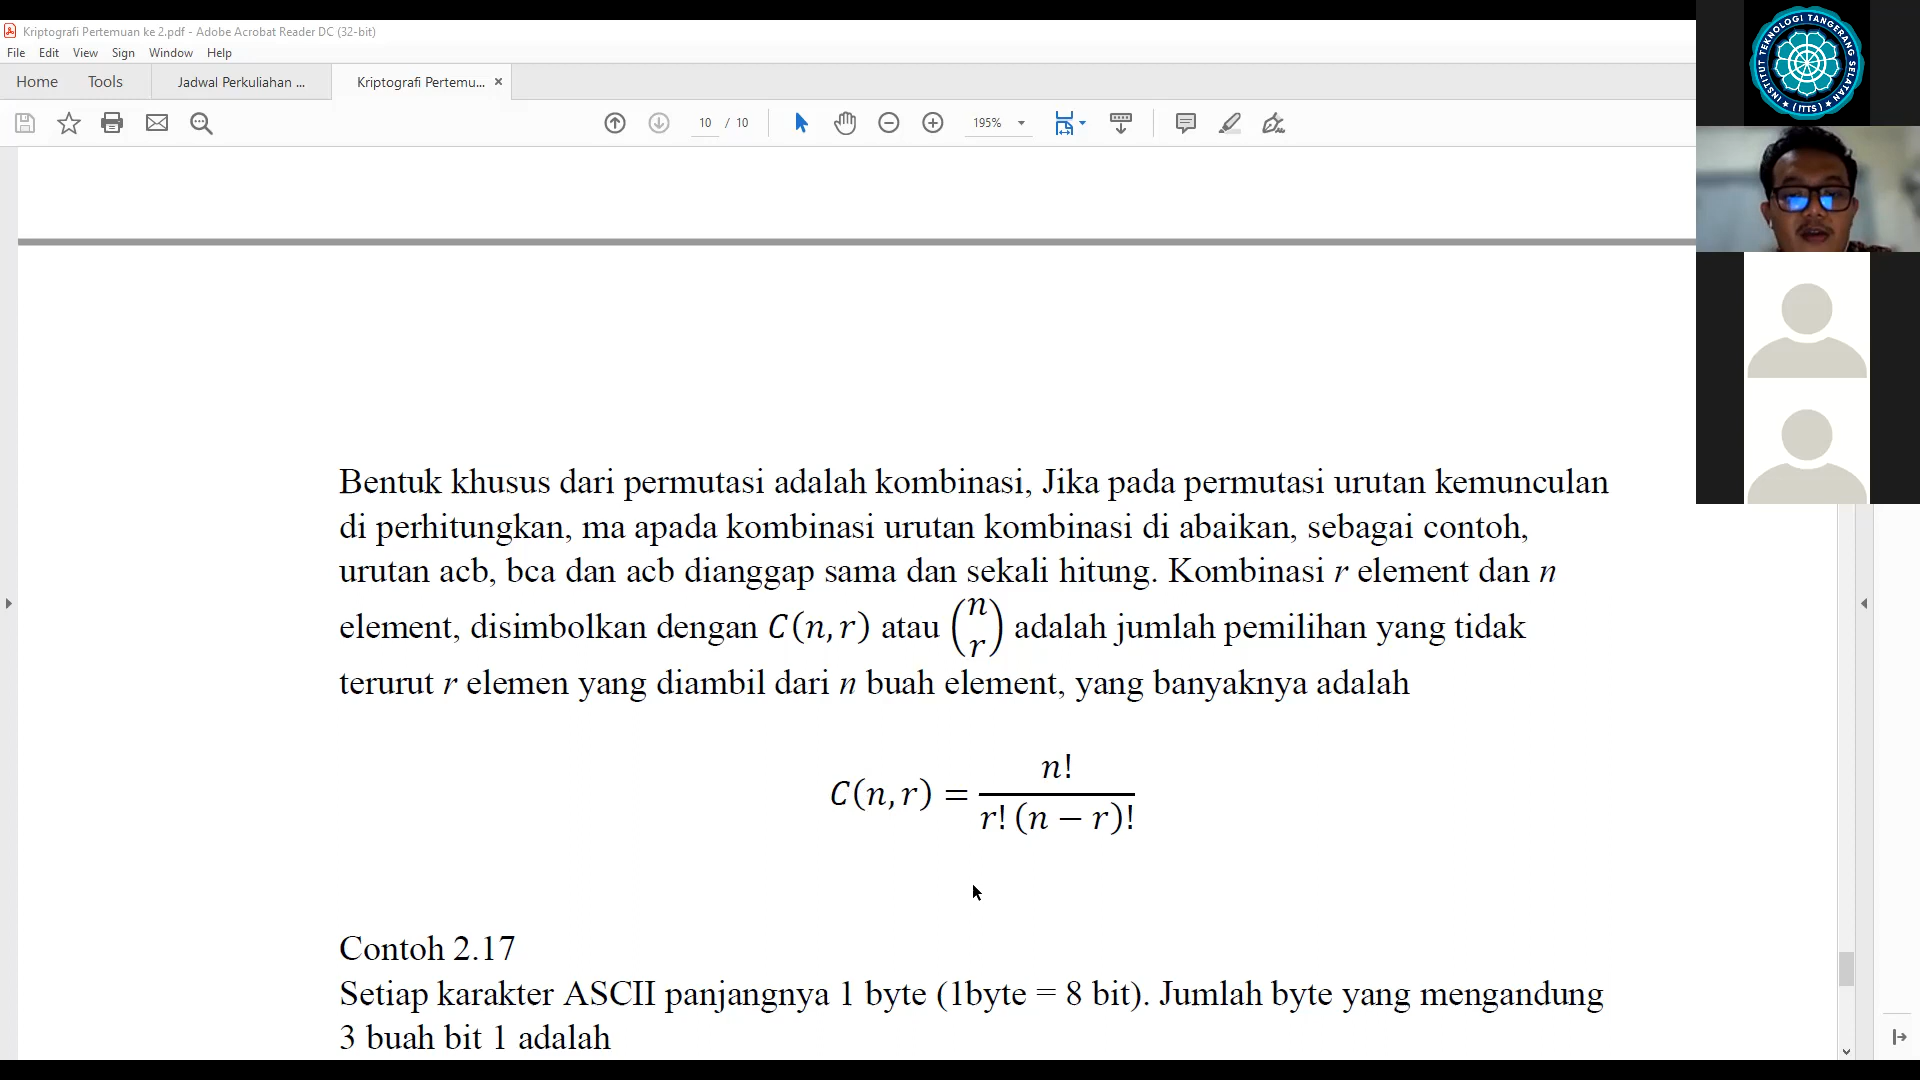 Kriptografi Pertemuan ke 2.pdf - Adobe Acrobat Reader DC (32-bit)
File Edit View Sign Window Help
Home Tools Jadwal Perkuliahan ... Kriptografi Pertemu... ×
10 / 10 195%
INSTITUT TEKNOLOGI TANGERANG SELATAN
(ITTS)
Bentuk khusus dari permutasi adalah kombinasi, Jika pada permutasi urutan kemunculan
di perhitungkan, ma apada kombinasi urutan kombinasi di abaikan, sebagai contoh,
urutan acb, bca dan acb dianggap sama dan sekali hitung. Kombinasi r element dan n
element, disimbolkan dengan C(n, r) atau (n r) adalah jumlah pemilihan yang tidak
terurut r elemen yang diambil dari n buah element, yang banyaknya adalah
C(n, r) = n! / r! (n − r)!
Contoh 2.17
Setiap karakter ASCII panjangnya 1 byte (1byte = 8 bit). Jumlah byte yang mengandung
3 buah bit 1 adalah